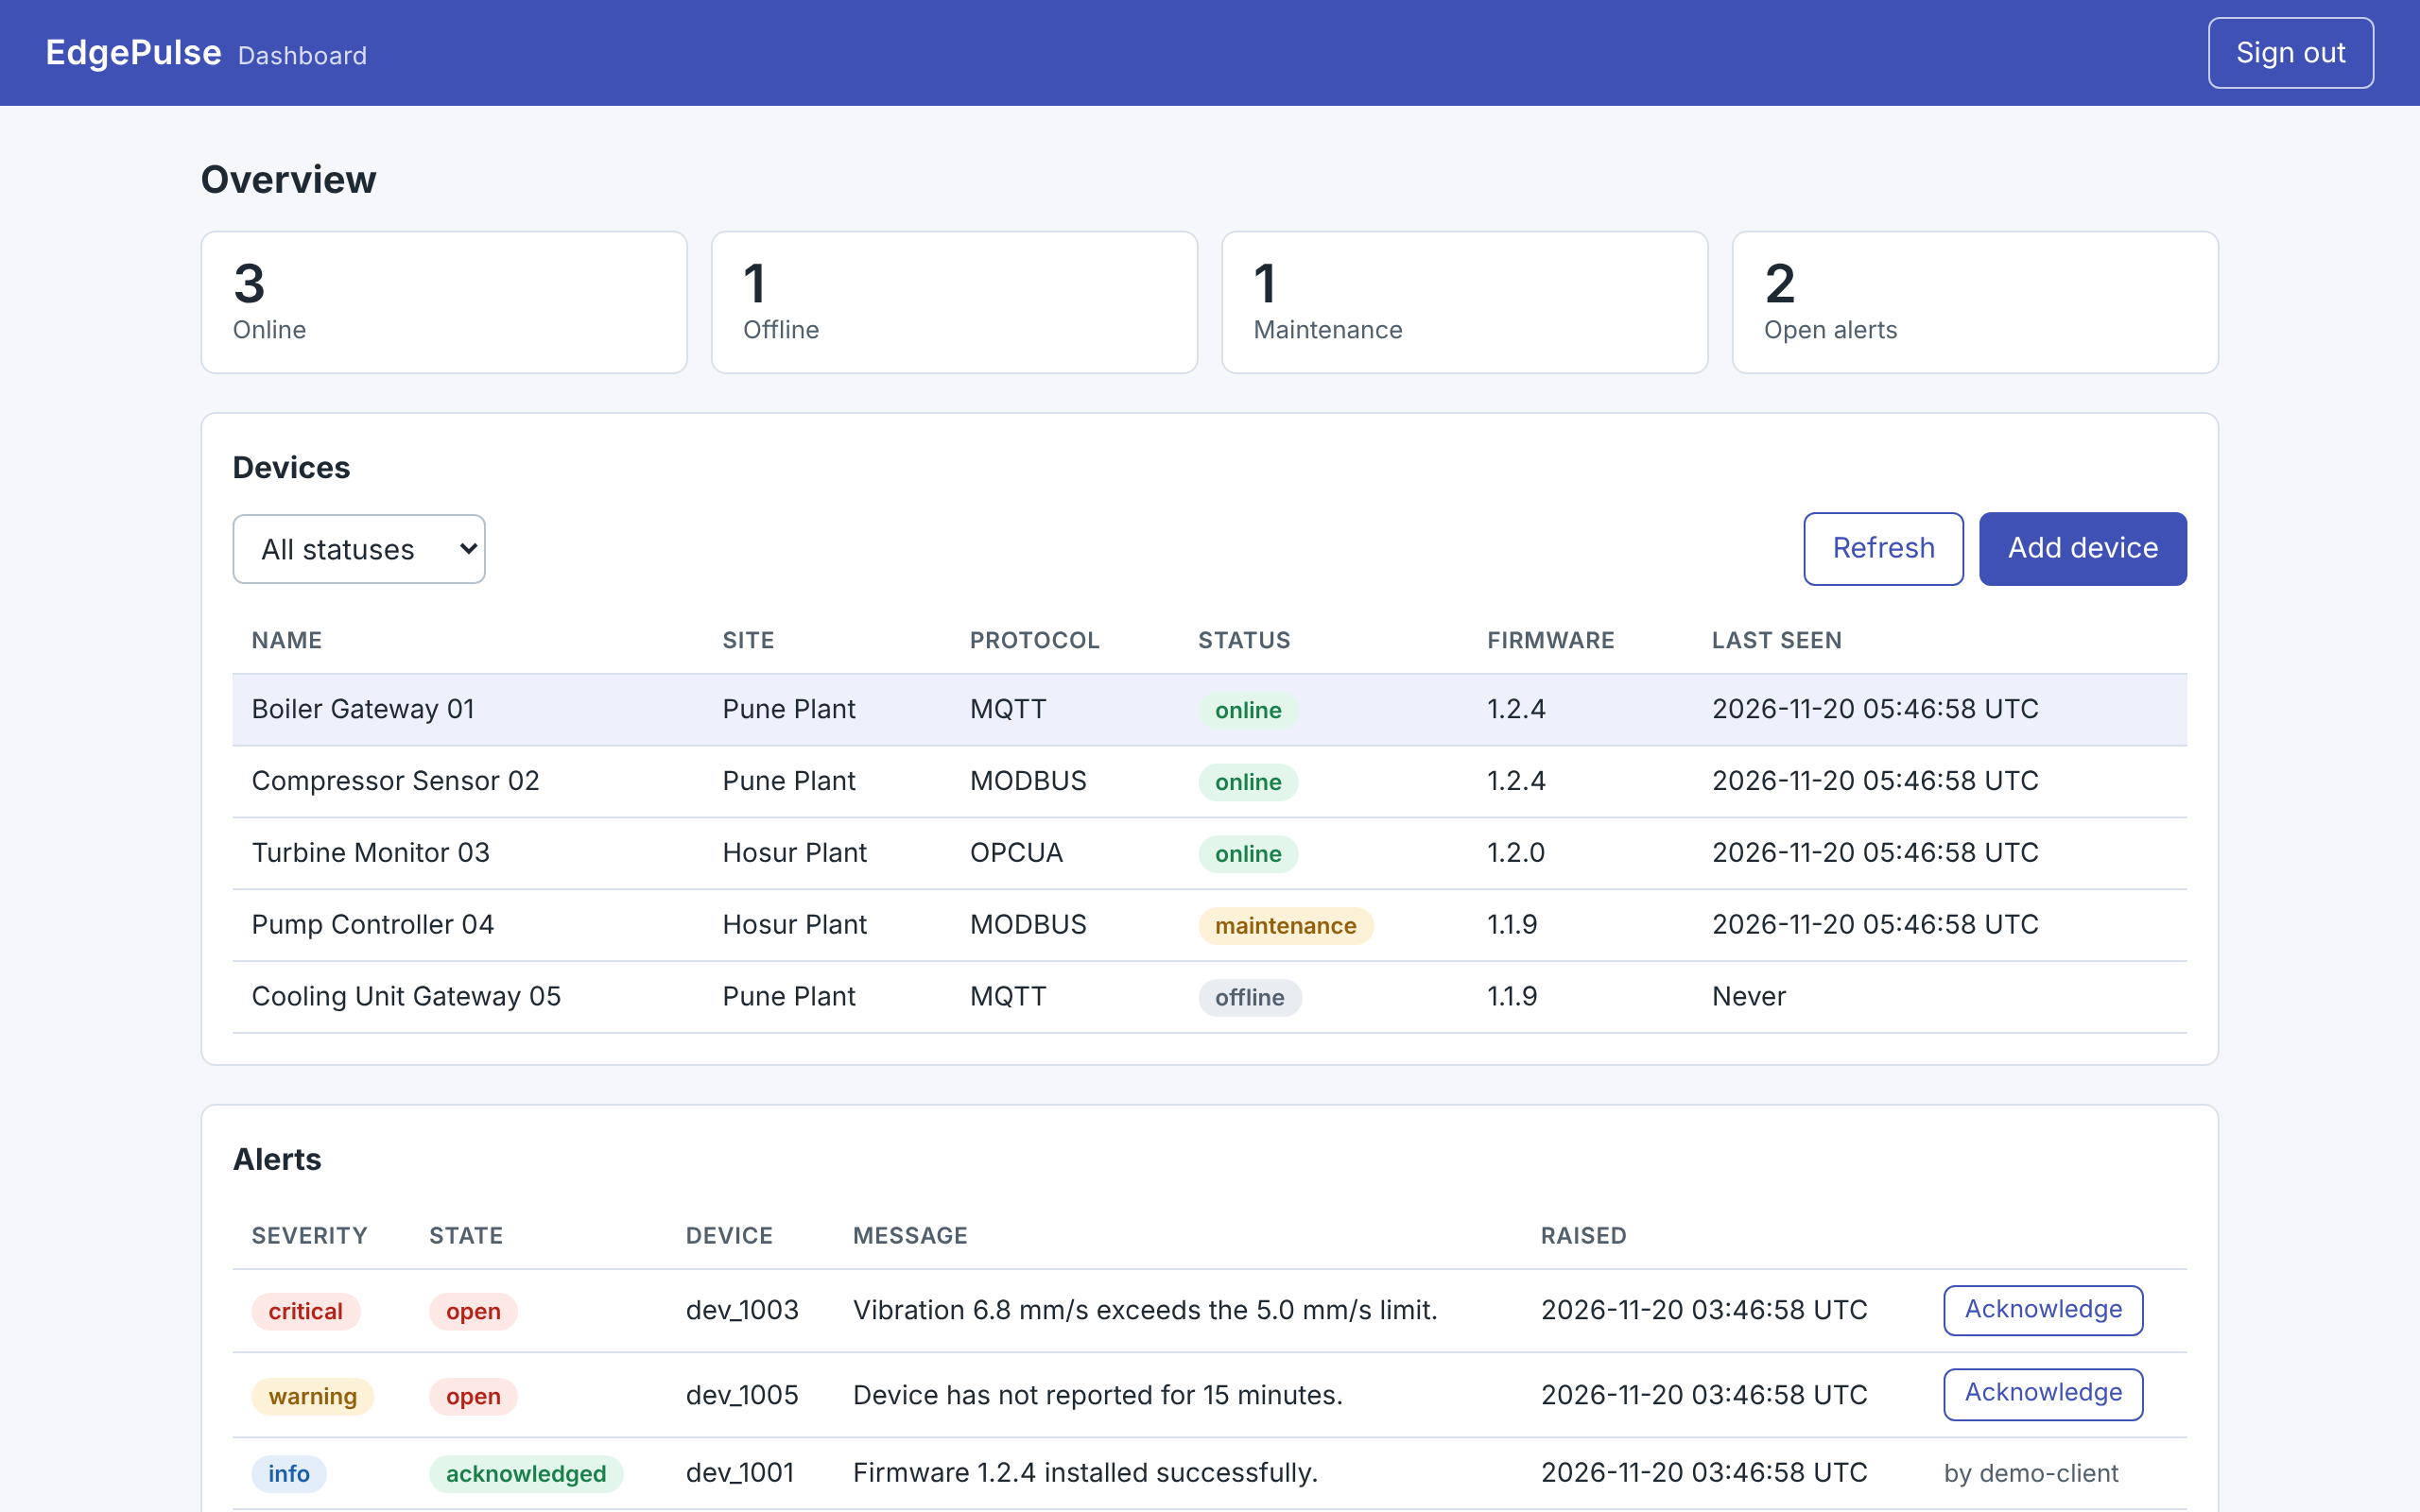 EdgePulse Dashboard Sign out
Overview
3 1 1 2
Online Offline Maintenance Open alerts
Devices
All statuses Refresh Add device
NAME SITE PROTOCOL STATUS FIRMWARE LAST SEEN
Boiler Gateway 01 Pune Plant MQTT online 1.2.4 2026-11-20 05:46:58 UTC
Compressor Sensor 02 Pune Plant MODBUS online 1.2.4 2026-11-20 05:46:58 UTC
Turbine Monitor 03 Hosur Plant OPCUA online 1.2.0 2026-11-20 05:46:58 UTC
Pump Controller 04 Hosur Plant MODBUS maintenance 1.1.9 2026-11-20 05:46:58 UTC
Cooling Unit Gateway 05 Pune Plant MQTT offline 1.1.9 Never
Alerts
SEVERITY STATE DEVICE MESSAGE RAISED
critical open dev_1003 Vibration 6.8 mm/s exceeds the 5.0 mm/s limit. 2026-11-20 03:46:58 UTC Acknowledge
warning open dev_1005 Device has not reported for 15 minutes. 2026-11-20 03:46:58 UTC Acknowledge
info acknowledged dev_1001 Firmware 1.2.4 installed successfully. 2026-11-20 03:46:58 UTC by demo-client